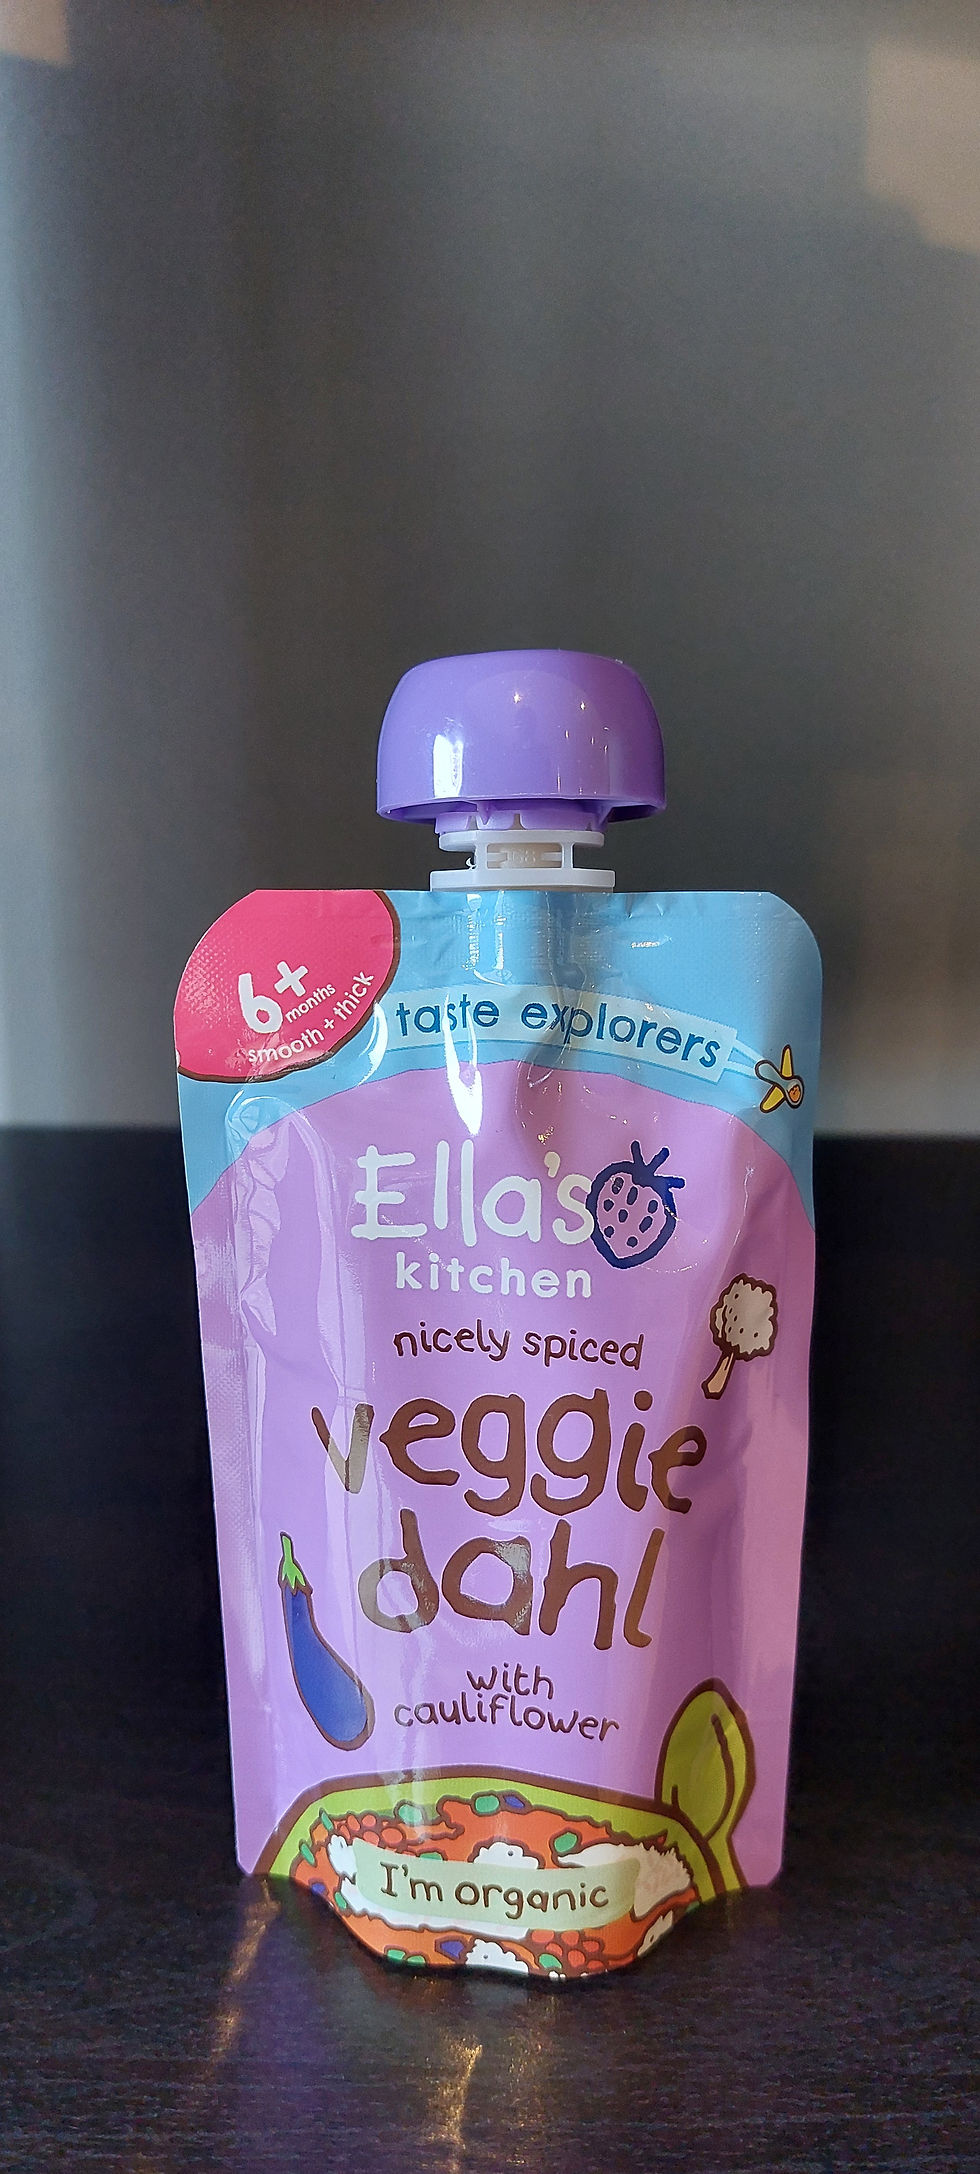 6+
months
smooth + thick
taste explorers
Ella's
kitchen
nicely spiced
veggie
dahl
with
cauliflower
I'm organic